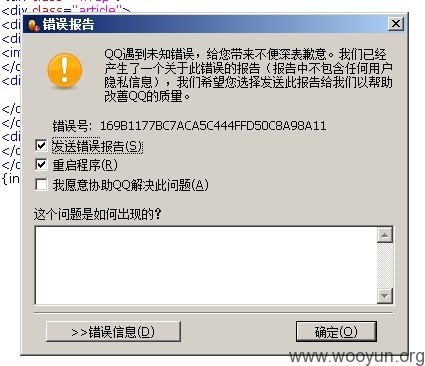 <div class="article">
错误报告
QQ遇到未知错误，给您带来不便深表歉意。我们已经
产生了一个关于此错误的报告（报告中不包含任何用户
隐私信息），我们希望您选择发送此报告给我们以帮助
改善QQ的质量。
错误号：169B1177BC7ACA5C444FFD50C8A98A11
发送错误报告(S)
重启程序(R)
我愿意协助QQ解决此问题(A)
这个问题是如何出现的？
>>错误信息(D)
确定(O)
<div
<div
<im
</d
<di
</d
</d
<di
</d
</d
{in
www.wooyun.org